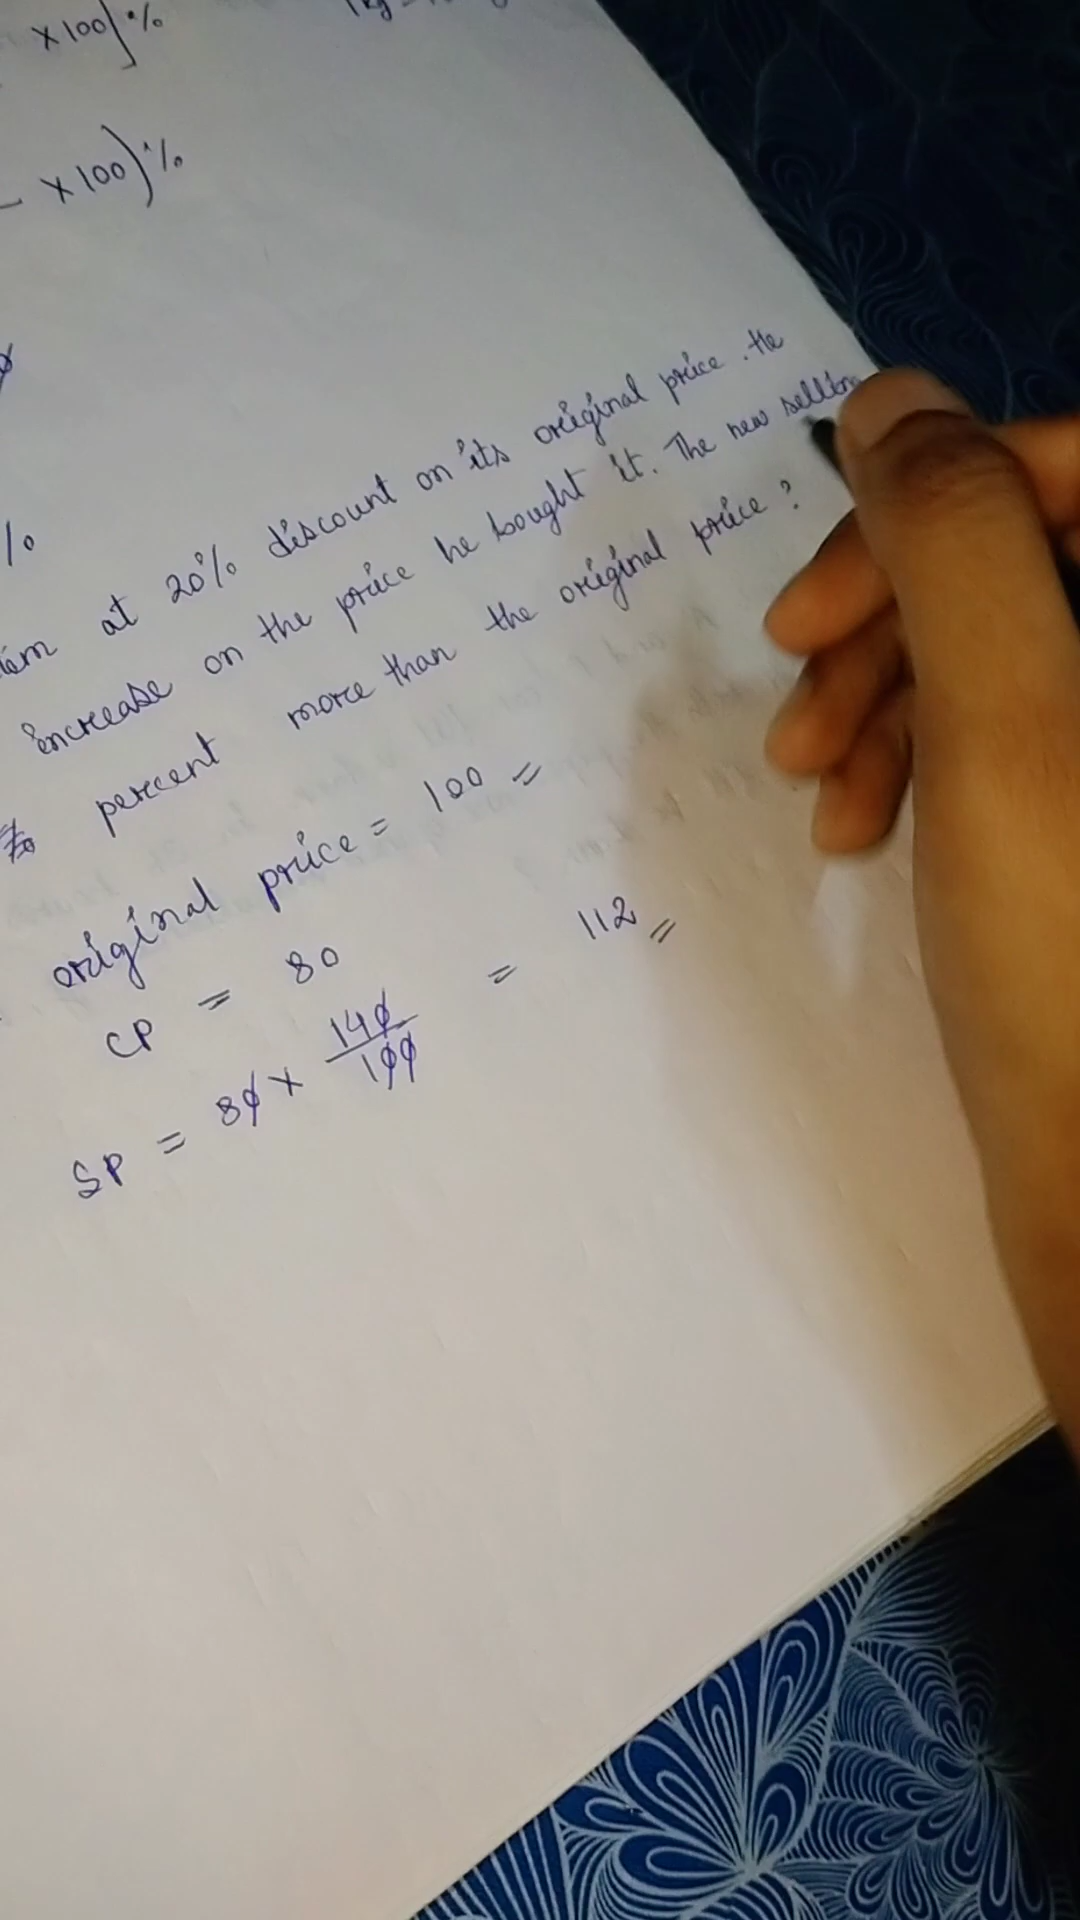 ×100]%
1kg
×100)%
%
at 20% discount on its original price. He
increase on the price he bought it. The new
percent more than the original price?
original price = 100 =
CP = 80
SP = 80 × 140/100 = 112 =